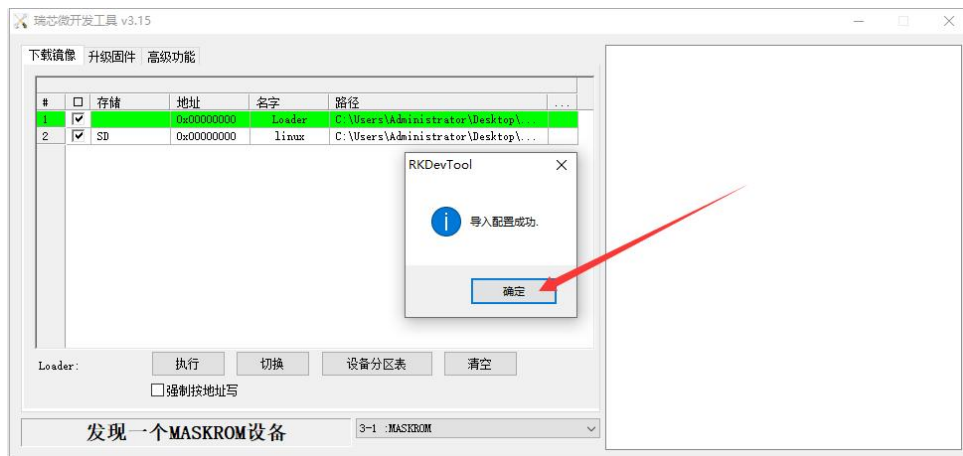 瑞芯微开发工具 v3.15
下载镜像 升级固件 高级功能
# 存储 地址 名字 路径 ...
1 0x00000000 Loader C:\Users\Administrator\Desktop\...
2 SD 0x00000000 linux C:\Users\Administrator\Desktop\...
RKDevTool
导入配置成功.
确定
Loader: 执行 切换 设备分区表 清空
强制按地址写
发现一个MASKROM设备 3-1 :MASKROM